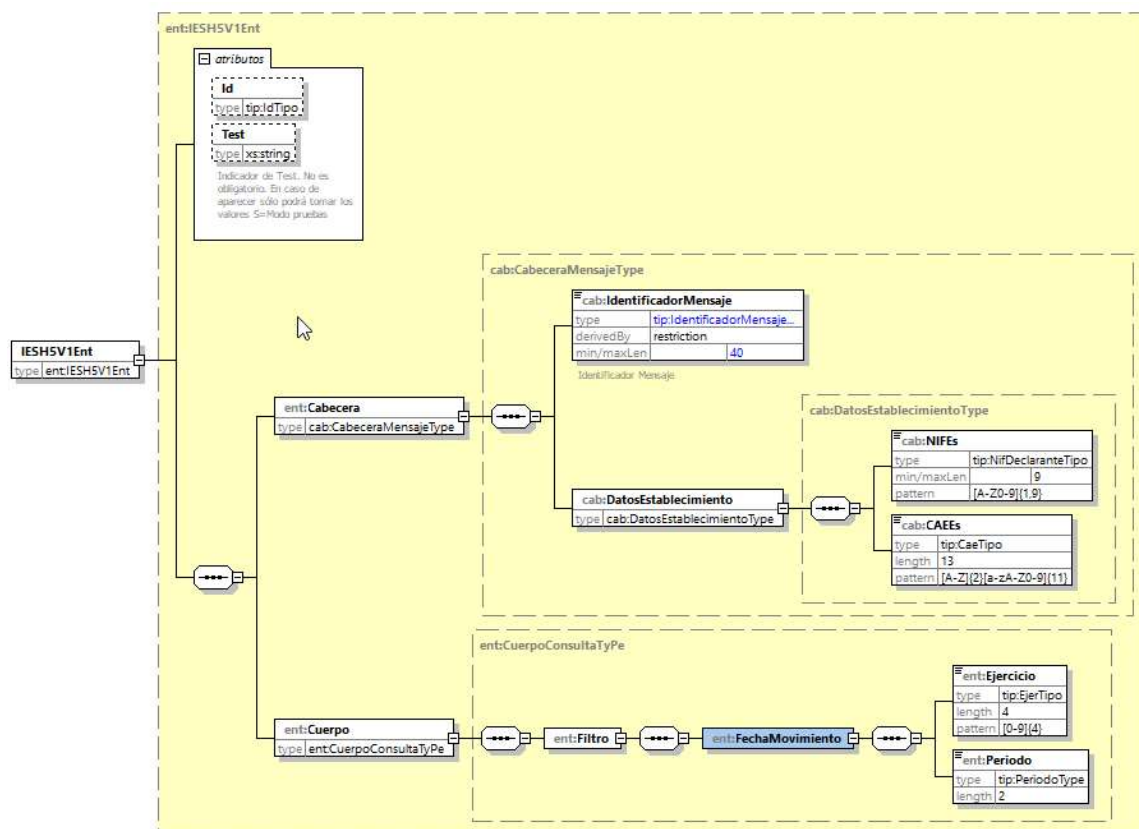 ent:IESH5V1Ent
atributos
Id
type tip:IdTipo
Test
type xs:string
Indicador de Test. No es
obligatorio. En caso de
aparecer sólo podrá tomar los
valores S=Modo pruebas
IESH5V1Ent
type ent:IESH5V1Ent
ent:Cabecera
type cab:CabeceraMensajeType
cab:CabeceraMensajeType
cab:IdentificadorMensaje
type tip:IdentificadorMensaje...
derivedBy restriction
min/maxLen 40
Identificador Mensaje
cab:DatosEstablecimiento
type cab:DatosEstablecimientoType
cab:DatosEstablecimientoType
cab:NIFEs
type tip:NifDeclaranteTipo
min/maxLen 9
pattern [A-Z0-9]{1,9}
cab:CAEEs
type tip:CaeTipo
length 13
pattern [A-Z]{2}[a-zA-Z0-9]{11}
ent:Cuerpo
type ent:CuerpoConsultaTyPe
ent:CuerpoConsultaTyPe
ent:Filtro
ent:FechaMovimiento
ent:Ejercicio
type tip:EjerTipo
length 4
pattern [0-9]{4}
ent:Periodo
type tip:PeriodoType
length 2